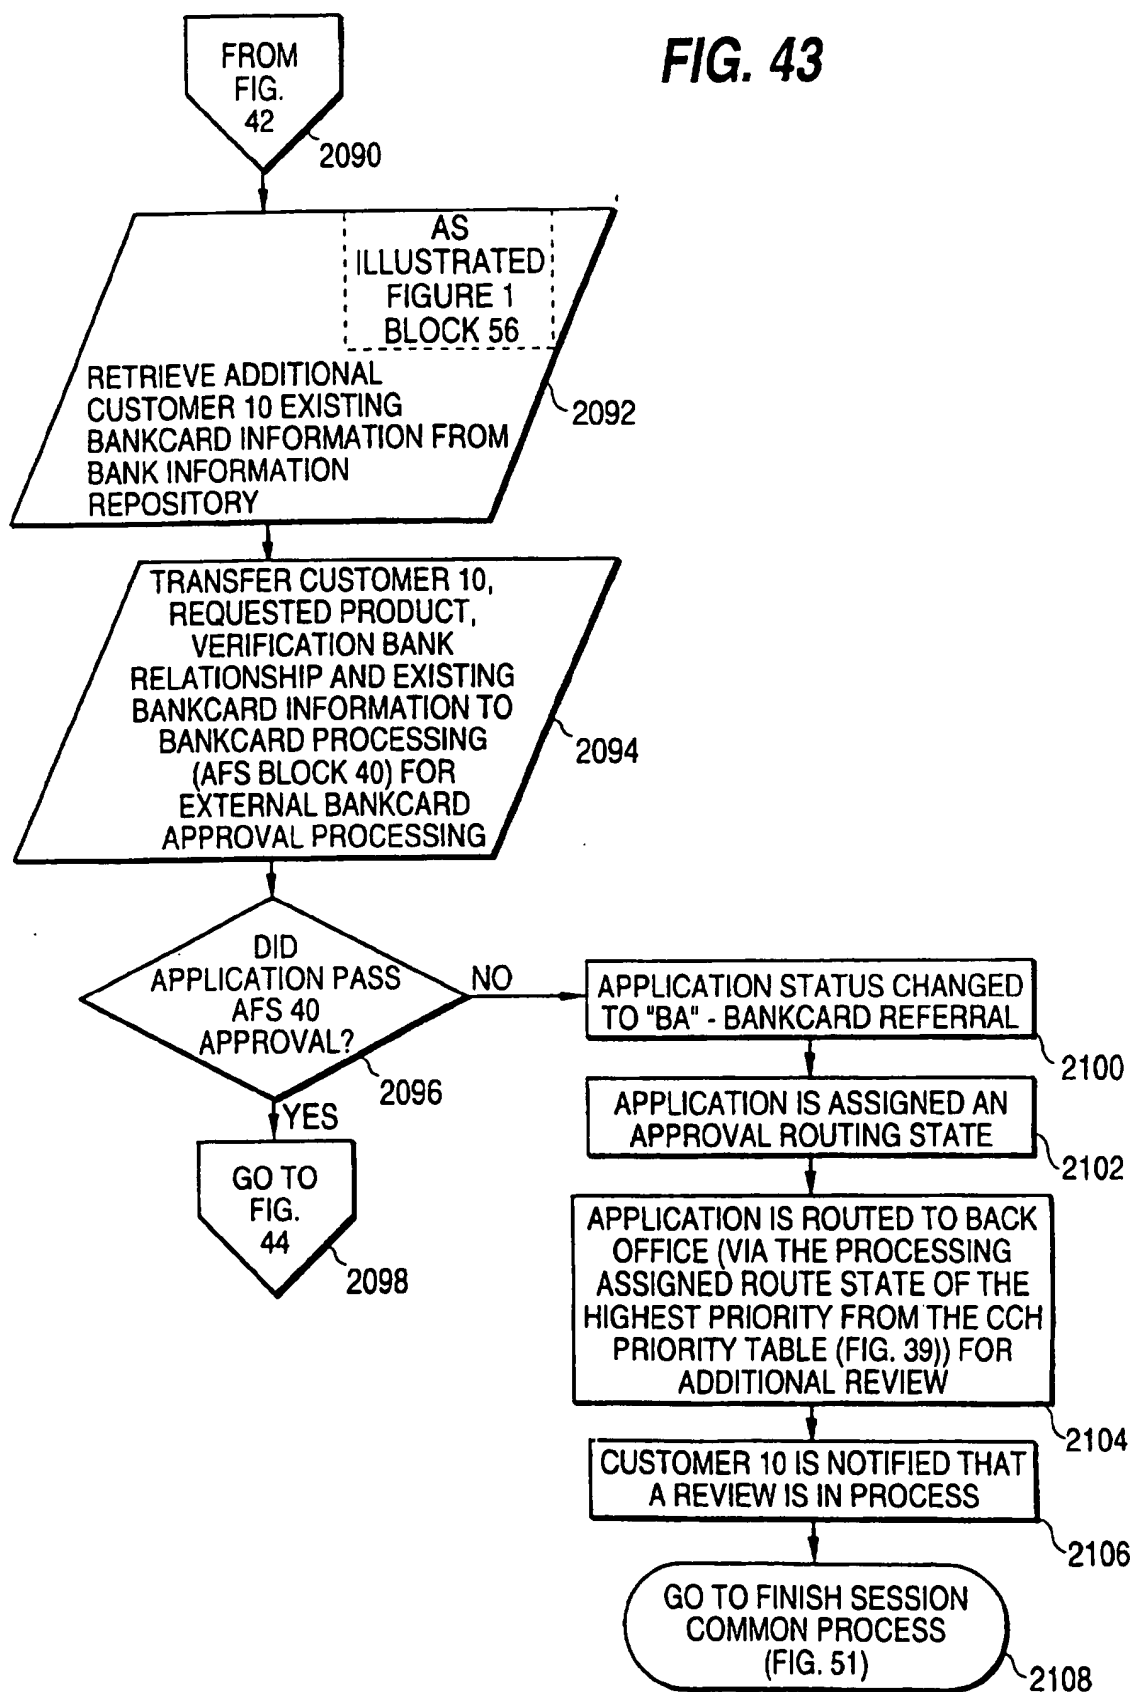 FIG. 43
FROM
FIG.
42
2090
AS
ILLUSTRATED
FIGURE 1
BLOCK 56
RETRIEVE ADDITIONAL
CUSTOMER 10 EXISTING
BANKCARD INFORMATION FROM
BANK INFORMATION
REPOSITORY
2092
TRANSFER CUSTOMER 10,
REQUESTED PRODUCT,
VERIFICATION BANK
RELATIONSHIP AND EXISTING
BANKCARD INFORMATION TO
BANKCARD PROCESSING
(AFS BLOCK 40) FOR
EXTERNAL BANKCARD
APPROVAL PROCESSING
2094
DID
APPLICATION PASS
AFS 40
APPROVAL?
2096
YES
GO TO
FIG.
44
2098
NO
APPLICATION STATUS CHANGED
TO "BA" - BANKCARD REFERRAL
2100
APPLICATION IS ASSIGNED AN
APPROVAL ROUTING STATE
2102
APPLICATION IS ROUTED TO BACK
OFFICE (VIA THE PROCESSING
ASSIGNED ROUTE STATE OF THE
HIGHEST PRIORITY FROM THE CCH
PRIORITY TABLE (FIG. 39)) FOR
ADDITIONAL REVIEW
2104
CUSTOMER 10 IS NOTIFIED THAT
A REVIEW IS IN PROCESS
2106
GO TO FINISH SESSION
COMMON PROCESS
(FIG. 51)
2108